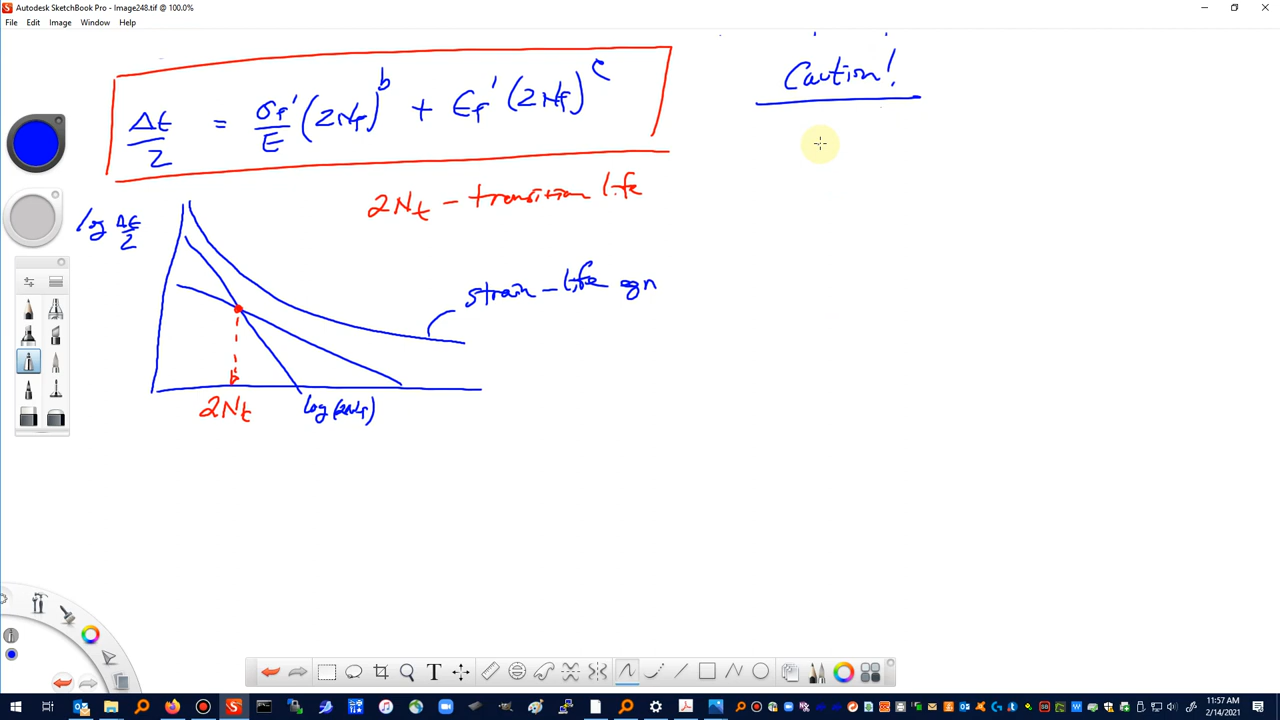 Autodesk SketchBook Pro - Image248.tif @ 100.0%
File Edit Image Window Help
Caution!
Δε/2 = σf'/E (2Nf)^b + εf' (2Nf)^c
2Nt - transition life
log Δε/2
strain-life eqn
2Nt
log(2Nf)
T
11:57 AM
2/14/2021